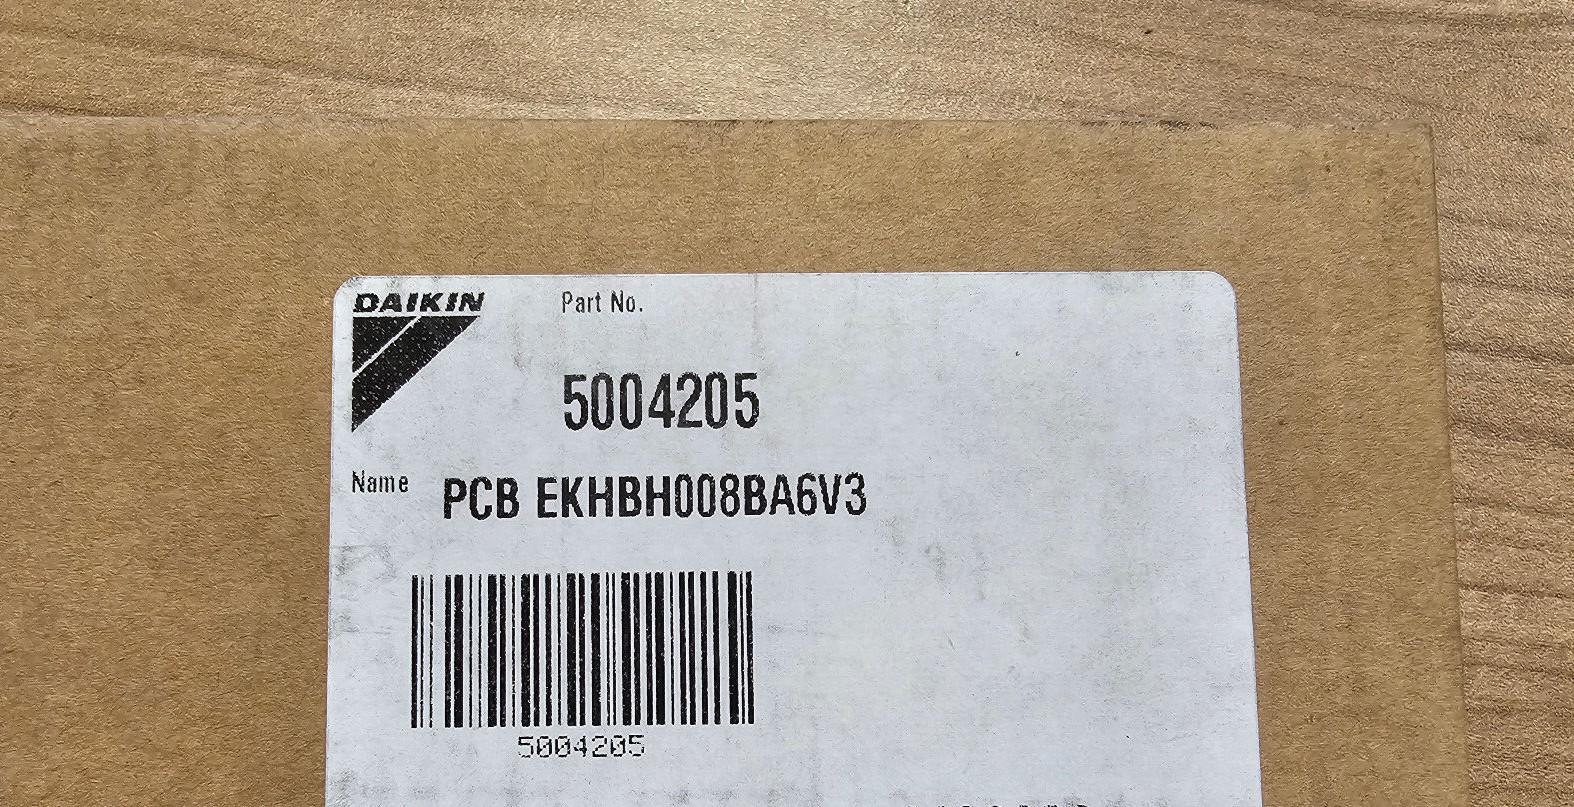 DAIKIN
Part No.
5004205
Name PCB EKHBH008BA6V3
5004205